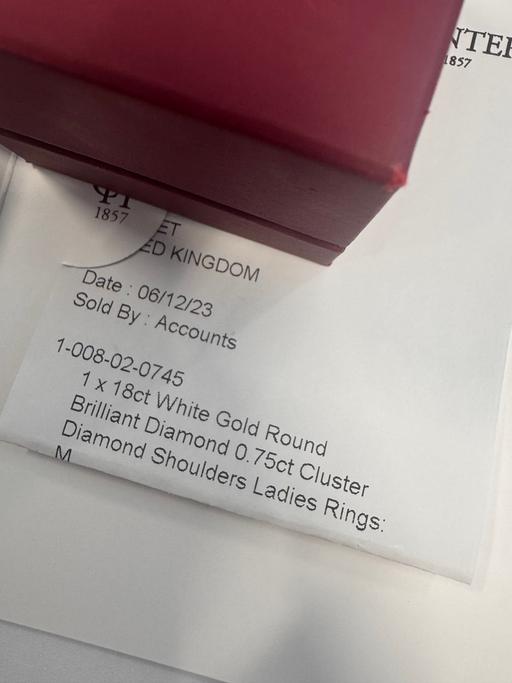 1857
1857
ET
ED KINGDOM
Date : 06/12/23
Sold By : Accounts
1-008-02-0745
1 x 18ct White Gold Round
Brilliant Diamond 0.75ct Cluster
Diamond Shoulders Ladies Rings:
M